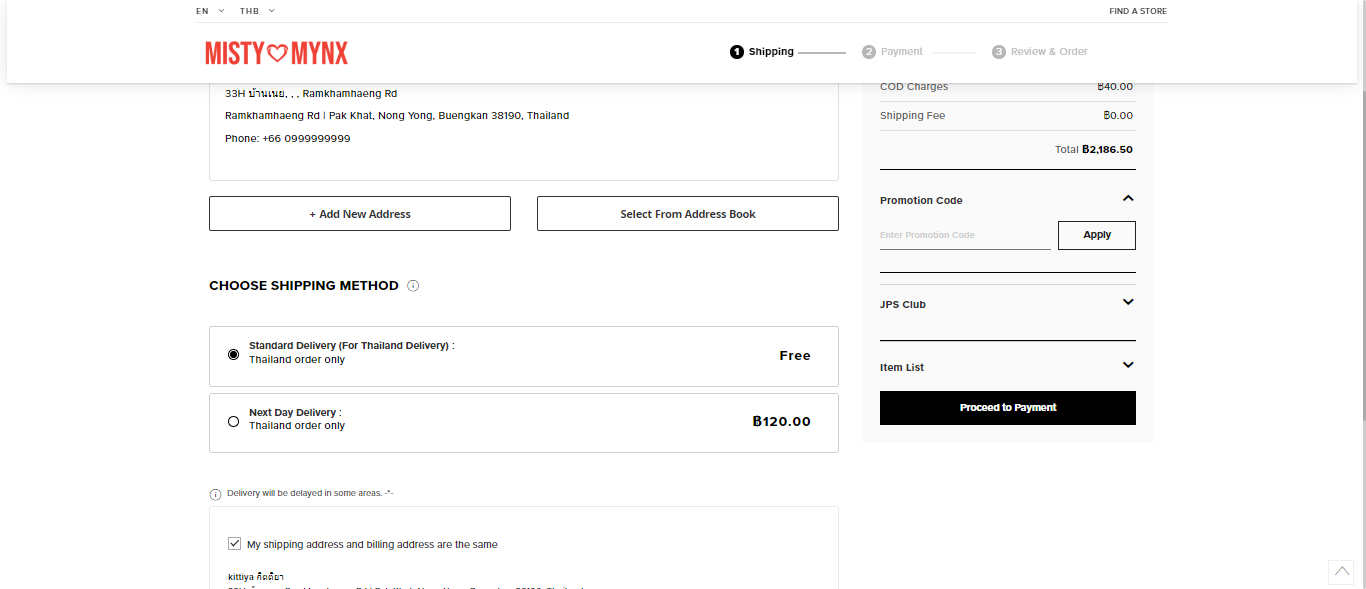 EN THB FIND A STORE
MISTY MYNX
1 Shipping 2 Payment 3 Review & Order
33H บ้านเนย, , , Ramkhamhaeng Rd
Ramkhamhaeng Rd | Pak Khat, Nong Yong, Buengkan 38190, Thailand
Phone: +66 0999999999
+ Add New Address Select From Address Book
CHOOSE SHIPPING METHOD
Standard Delivery (For Thailand Delivery) :
Thailand order only
Free
Next Day Delivery :
Thailand order only
฿120.00
Delivery will be delayed in some areas. -*-
My shipping address and billing address are the same
kittiya กิตติยา
COD Charges ฿40.00
Shipping Fee ฿0.00
Total ฿2,186.50
Promotion Code
Enter Promotion Code Apply
JPS Club
Item List
Proceed to Payment